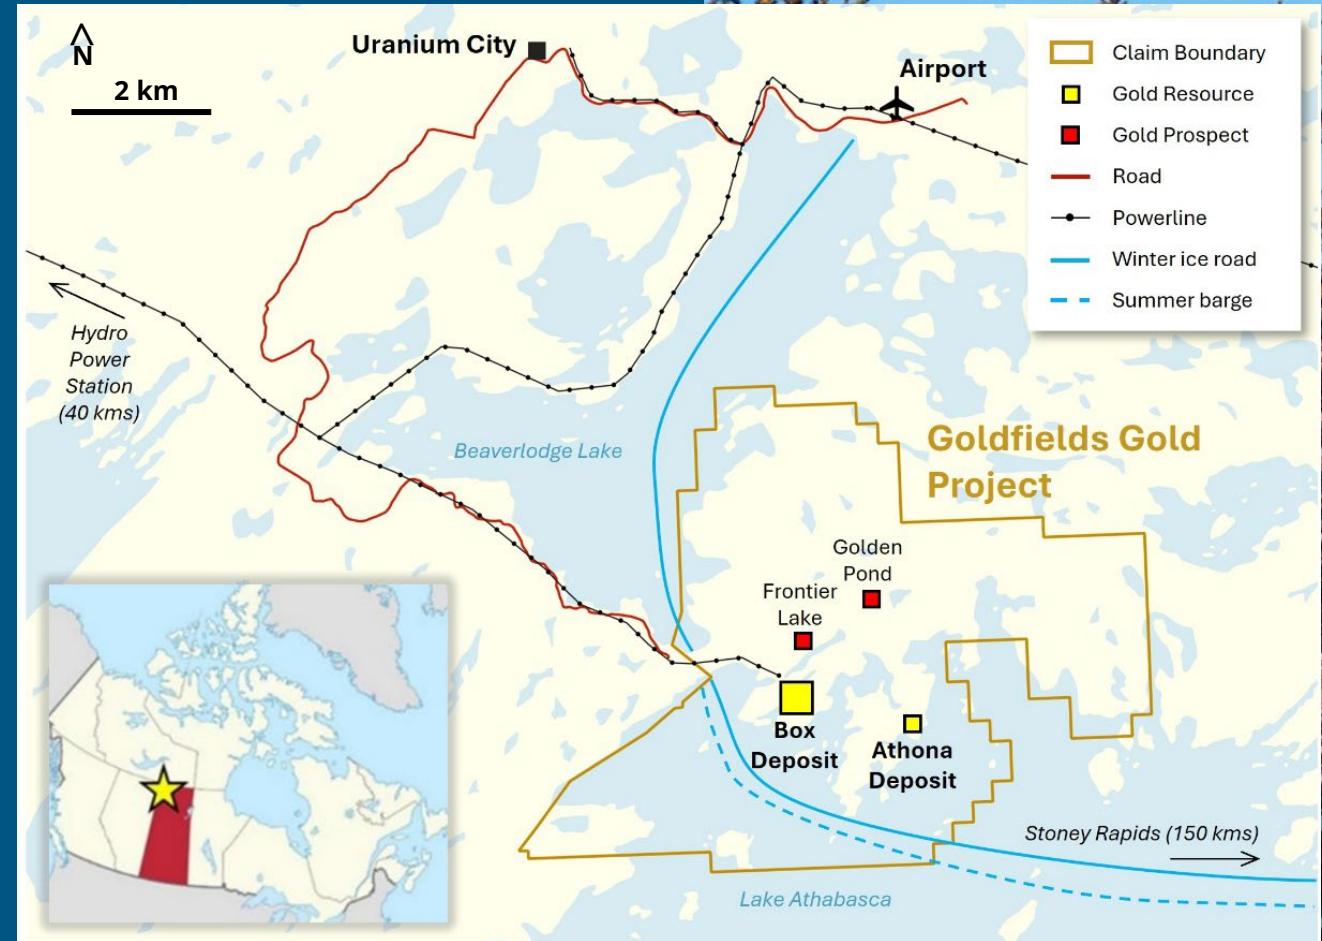 N
2 km
Uranium City
Airport
Claim Boundary
Gold Resource
Gold Prospect
Road
Powerline
Winter ice road
Summer barge
Hydro
Power
Station
(40 kms)
Beaverlodge Lake
Goldfields Gold
Project
Golden
Pond
Frontier
Lake
Box
Deposit
Athona
Deposit
Stoney Rapids (150 kms)
Lake Athabasca